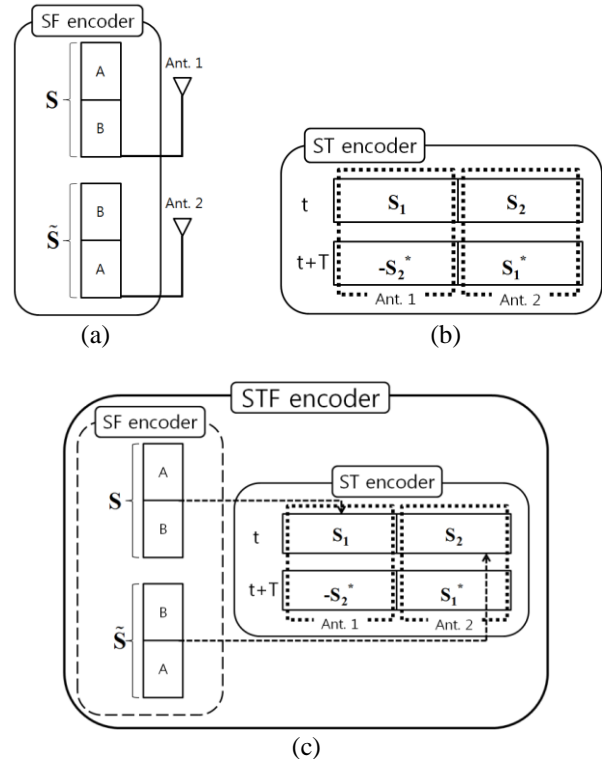 SF encoder
A
Ant. 1
S
B
B
Ant. 2
S̃
A
(a)
ST encoder
t
S₁
S₂
t+T
-S₂*
S₁*
Ant. 1
Ant. 2
(b)
STF encoder
SF encoder
A
S
B
B
S̃
A
ST encoder
t
S₁
S₂
t+T
-S₂*
S₁*
Ant. 1
Ant. 2
(c)